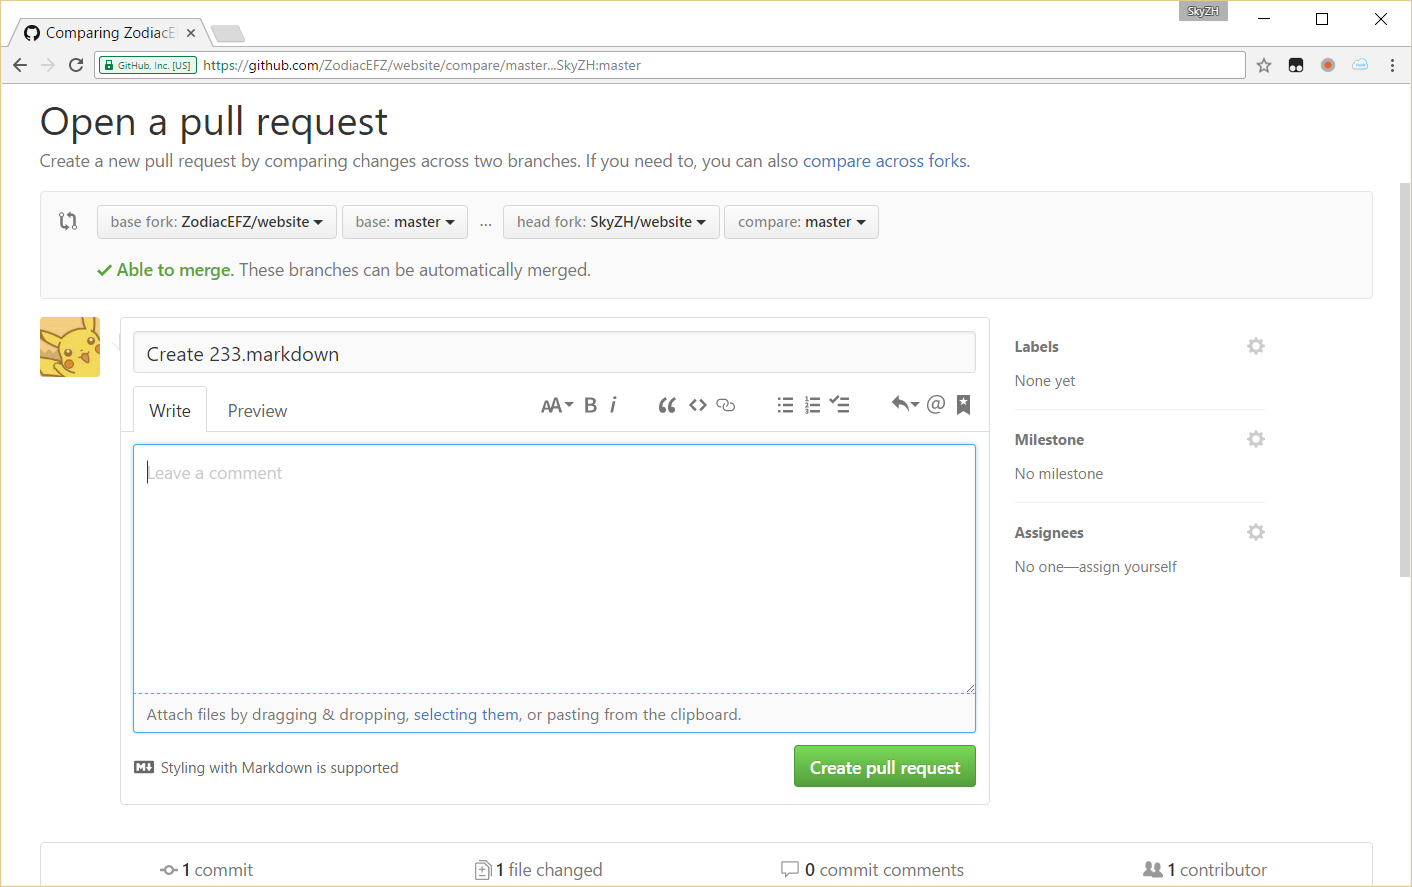 SkyZH
Comparing ZodiacEF
GitHub, Inc. [US] https://github.com/ZodiacEFZ/website/compare/master...SkyZH:master
Open a pull request
Create a new pull request by comparing changes across two branches. If you need to, you can also compare across forks.
base fork: ZodiacEFZ/website base: master ... head fork: SkyZH/website compare: master
Able to merge. These branches can be automatically merged.
Create 233.markdown
Write Preview AA B i @
Leave a comment
Attach files by dragging & dropping, selecting them, or pasting from the clipboard.
Styling with Markdown is supported
Create pull request
Labels
None yet
Milestone
No milestone
Assignees
No one—assign yourself
1 commit 1 file changed 0 commit comments 1 contributor